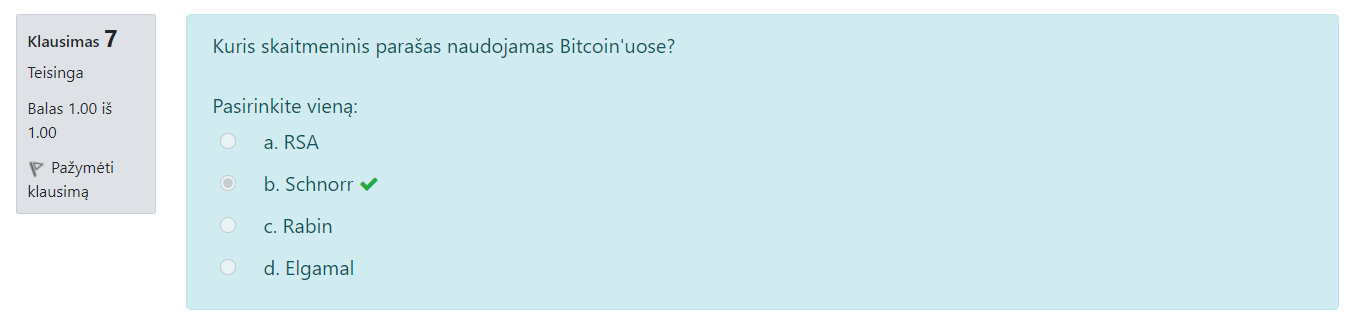 Klausimas 7
Teisinga
Balas 1.00 iš
1.00
Pažymėti
klausimą
Kuris skaitmeninis parašas naudojamas Bitcoin'uose?
Pasirinkite vieną:
a. RSA
b. Schnorr
c. Rabin
d. Elgamal